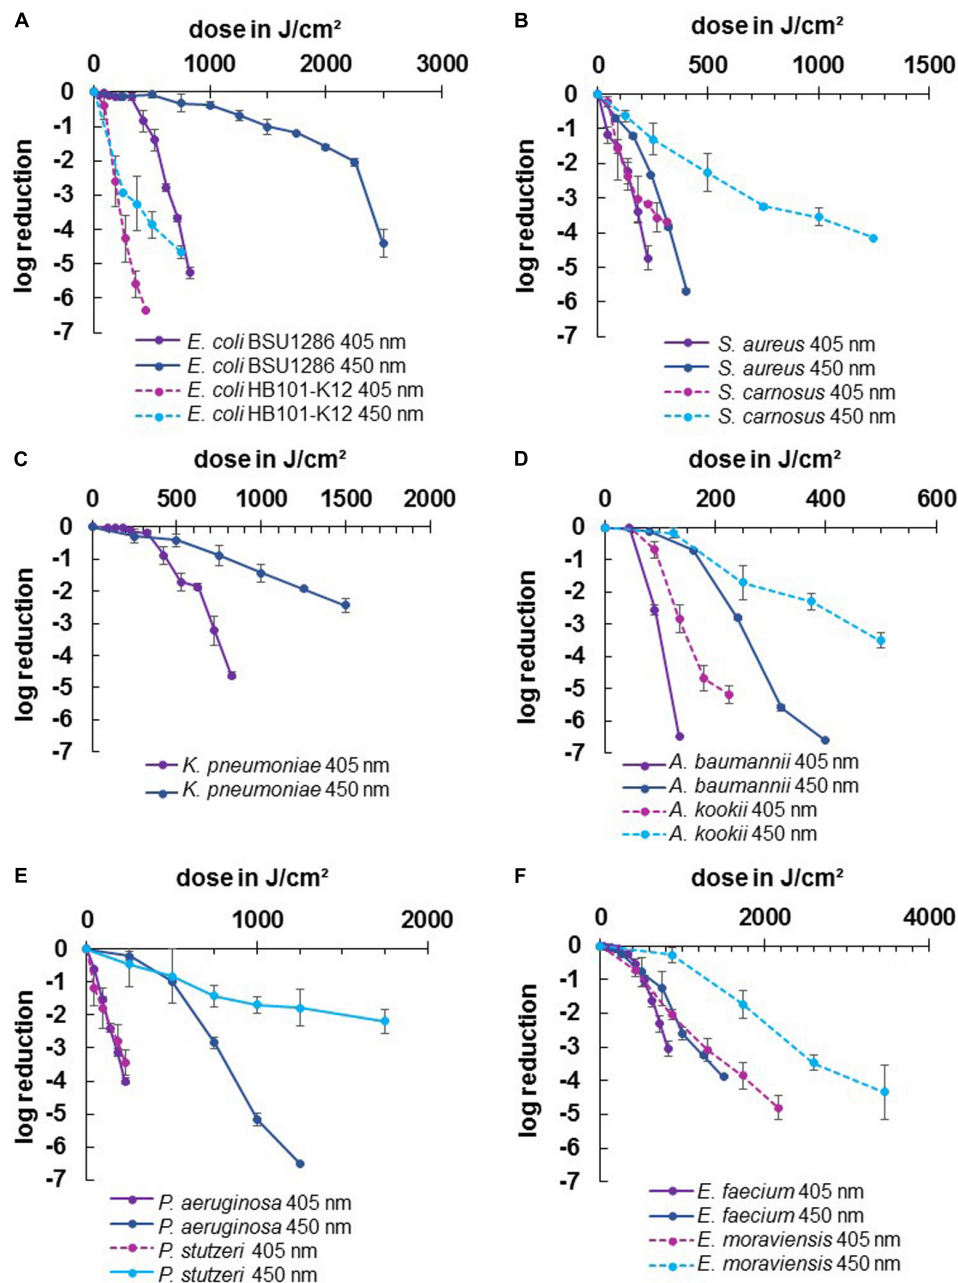 A
dose in J/cm²
0 1000 2000 3000
0
-1
-2
-3
-4
-5
-6
-7
log reduction
E. coli BSU1286 405 nm
E. coli BSU1286 450 nm
E. coli HB101-K12 405 nm
E. coli HB101-K12 450 nm
B
dose in J/cm²
0 500 1000 1500
0
-1
-2
-3
-4
-5
-6
-7
log reduction
S. aureus 405 nm
S. aureus 450 nm
S. carnosus 405 nm
S. carnosus 450 nm
C
dose in J/cm²
0 500 1000 1500 2000
0
-1
-2
-3
-4
-5
-6
-7
log reduction
K. pneumoniae 405 nm
K. pneumoniae 450 nm
D
dose in J/cm²
0 200 400 600
0
-1
-2
-3
-4
-5
-6
-7
log reduction
A. baumannii 405 nm
A. baumannii 450 nm
A. kookii 405 nm
A. kookii 450 nm
E
dose in J/cm²
0 1000 2000
0
-1
-2
-3
-4
-5
-6
-7
log reduction
P. aeruginosa 405 nm
P. aeruginosa 450 nm
P. stutzeri 405 nm
P. stutzeri 450 nm
F
dose in J/cm²
0 2000 4000
0
-1
-2
-3
-4
-5
-6
-7
log reduction
E. faecium 405 nm
E. faecium 450 nm
E. moraviensis 405 nm
E. moraviensis 450 nm